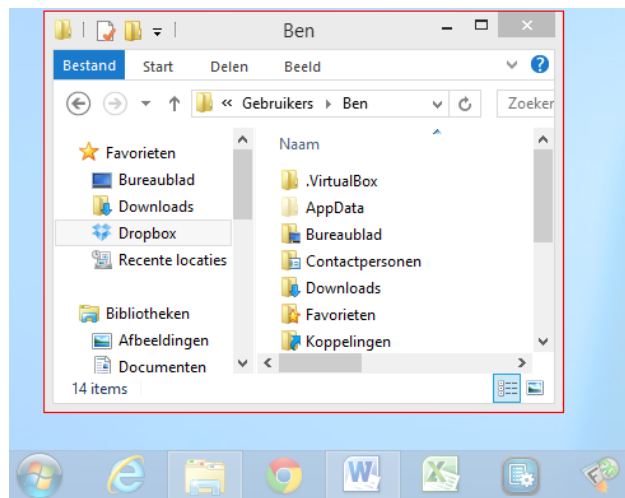 Ben
Bestand Start Delen Beeld
« Gebruikers Ben Zoeken
Favorieten
Bureaublad
Downloads
Dropbox
Recente locaties
Bibliotheken
Afbeeldingen
Documenten
Naam
.VirtualBox
AppData
Bureaublad
Contactpersonen
Downloads
Favorieten
Koppelingen
14 items